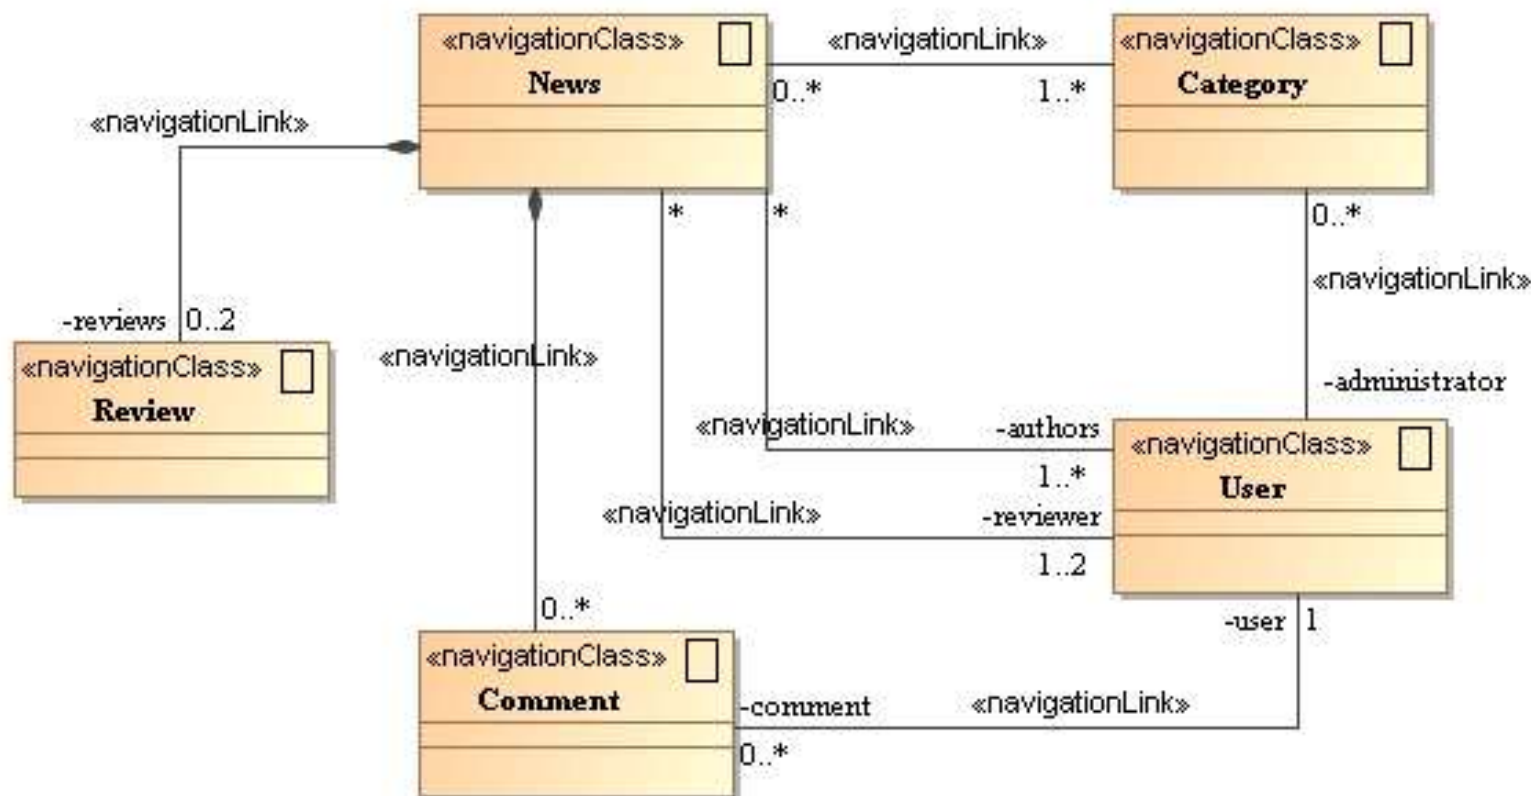 «navigationClass»
News
«navigationLink»
0..*
1..*
«navigationClass»
Category
«navigationLink»
*
*
0..*
«navigationLink»
-reviews
0..2
«navigationClass»
Review
«navigationLink»
-administrator
«navigationLink»
-authors
1..*
«navigationClass»
User
«navigationLink»
-reviewer
1..2
0..*
-user
1
«navigationClass»
Comment
-comment
0..*
«navigationLink»